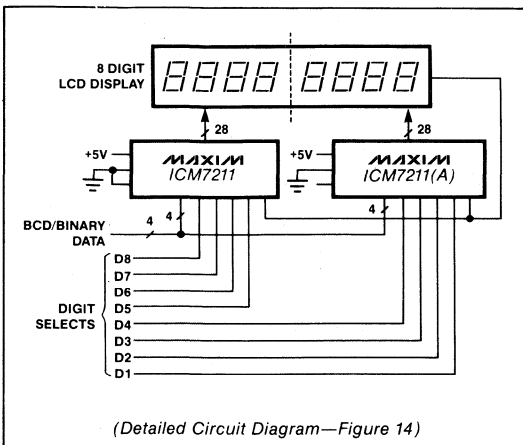 8 DIGIT
LCD DISPLAY
28
28
+5V
MAXIM
ICM7211
+5V
MAXIM
ICM7211(A)
4
4
BCD/BINARY
DATA
4
DIGIT
SELECTS
D8
D7
D6
D5
D4
D3
D2
D1
(Detailed Circuit Diagram—Figure 14)